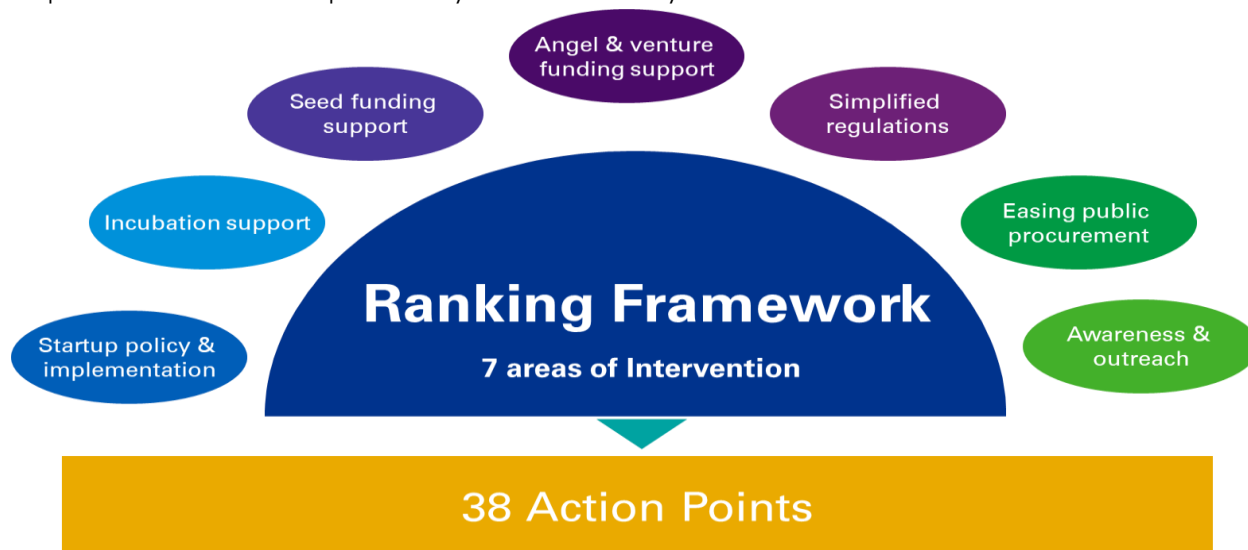 Angel & venture
funding support
Seed funding
support
Simplified
regulations
Incubation support
Easing public
procurement
Startup policy &
implementation
Awareness &
outreach
Ranking Framework
7 areas of Intervention
38 Action Points